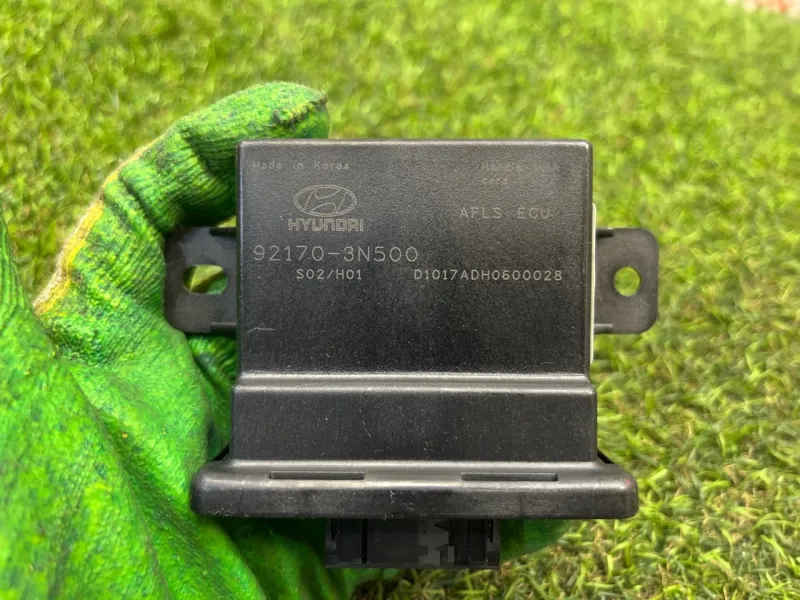 Made in Korea
HYUNDAI
AFLS ECU
92170-3N500
S02/H01 D1017ADH0600028